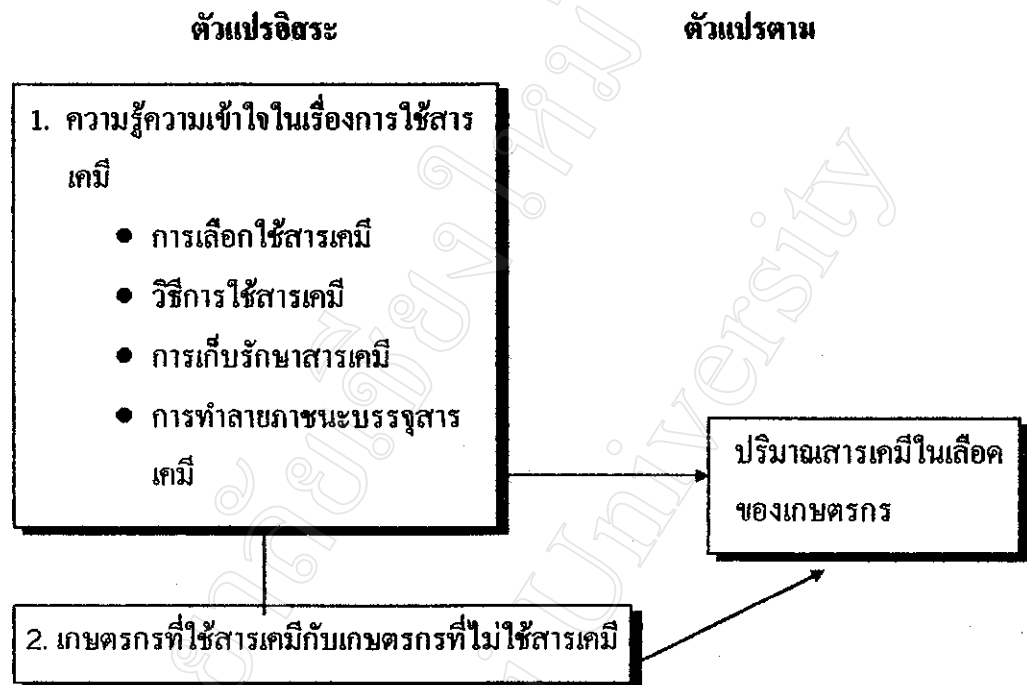 ตัวแปรอิสระ
ตัวแปรตาม
1. ความรู้ความเข้าใจในเรื่องการใช้สาร
เคมี
● การเลือกใช้สารเคมี
● วิธีการใช้สารเคมี
● การเก็บรักษาสารเคมี
● การทำลายภาชนะบรรจุสาร
เคมี
ปริมาณสารเคมีในเลือด
ของเกษตรกร
2. เกษตรกรที่ใช้สารเคมีกับเกษตรกรที่ไม่ใช้สารเคมี
University